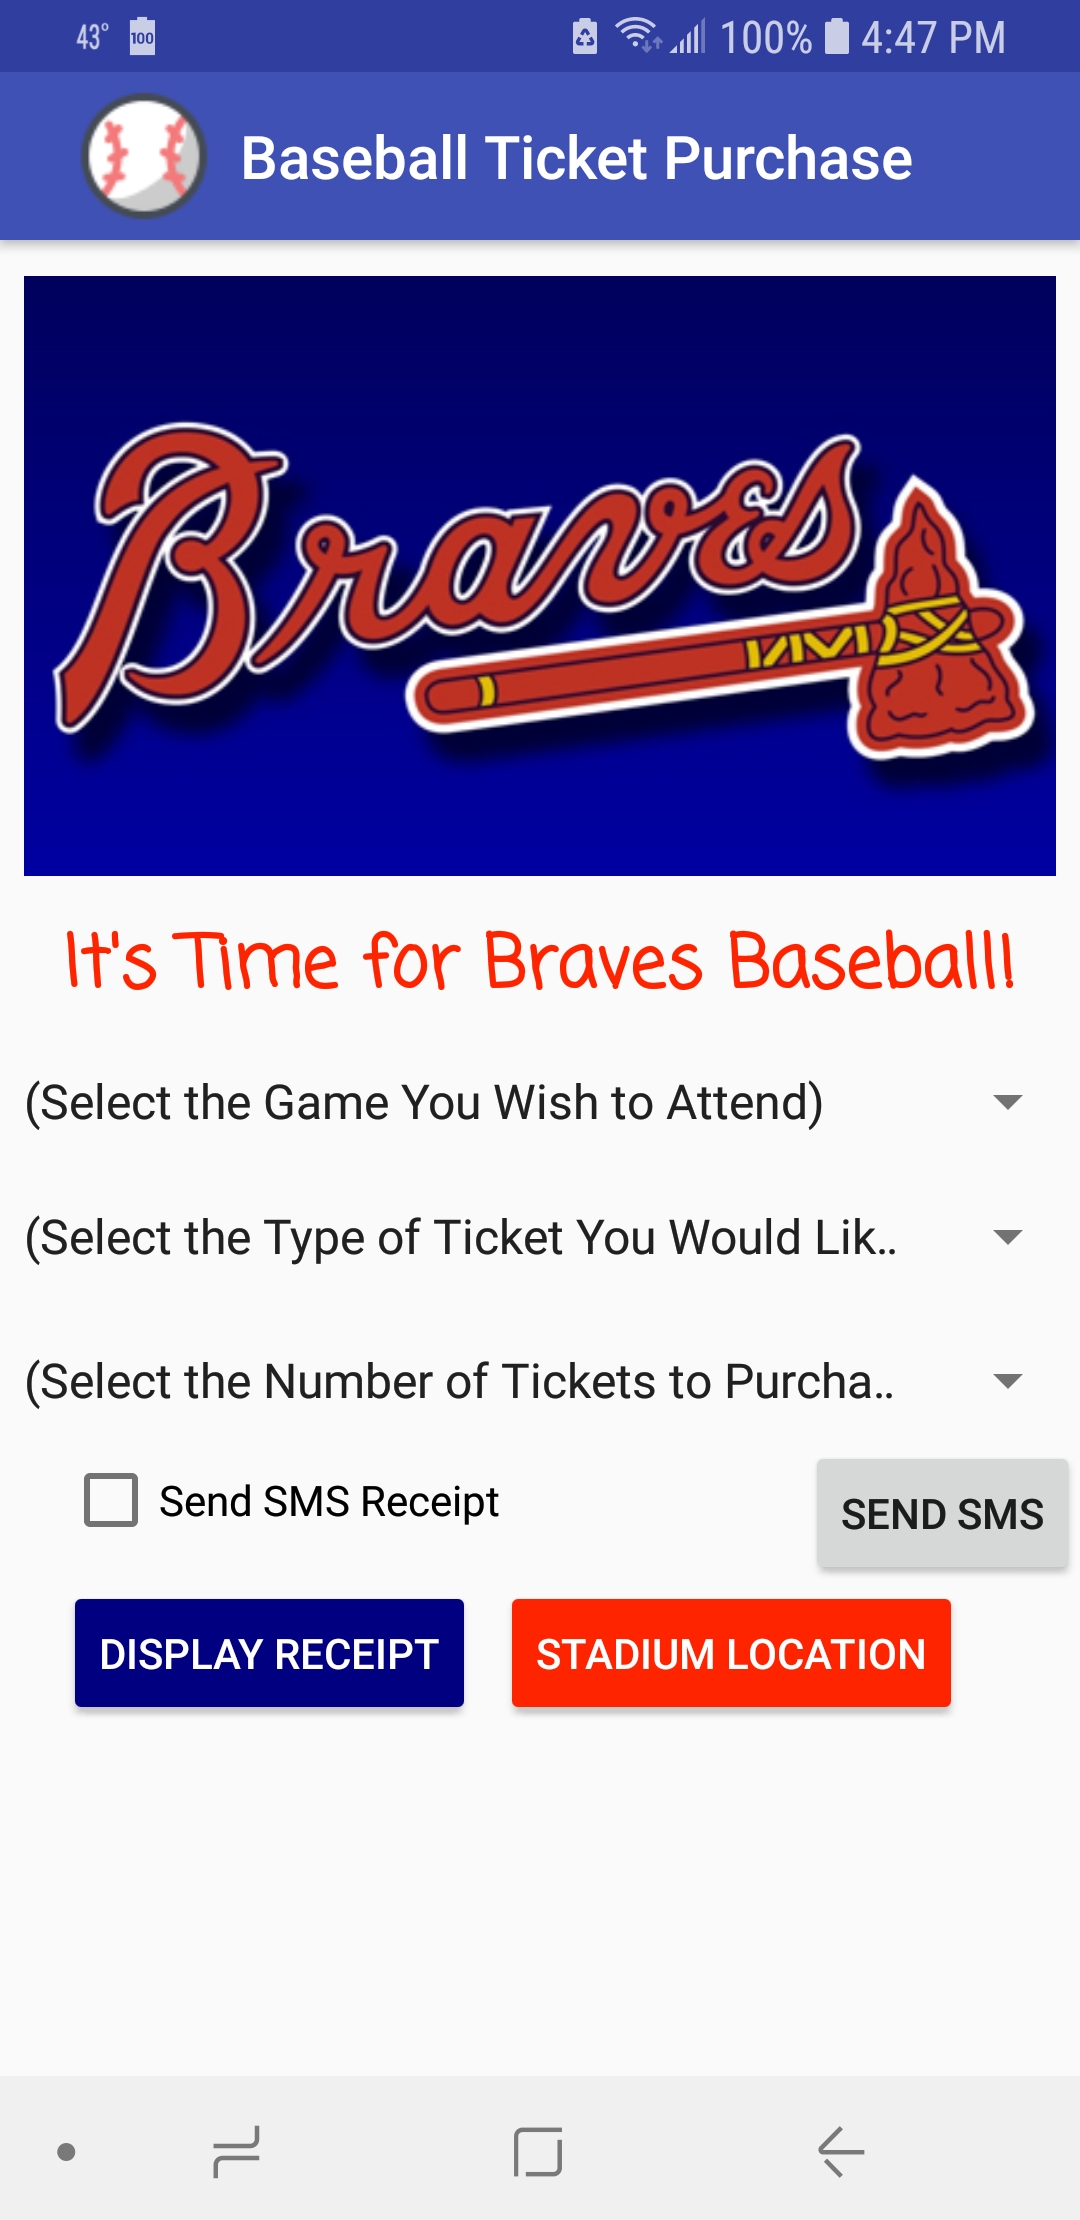 43° 100 100% 4:47 PM
Baseball Ticket Purchase
Braves
It's Time for Braves Baseball!
(Select the Game You Wish to Attend)
(Select the Type of Ticket You Would Lik..
(Select the Number of Tickets to Purcha..
Send SMS Receipt
SEND SMS
DISPLAY RECEIPT
STADIUM LOCATION